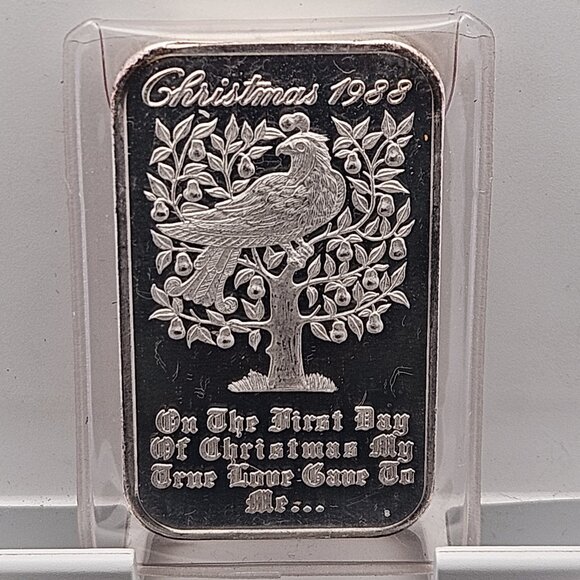 Christmas 1988
On The First Day
Of Christmas My
True Love Gave To
Me...